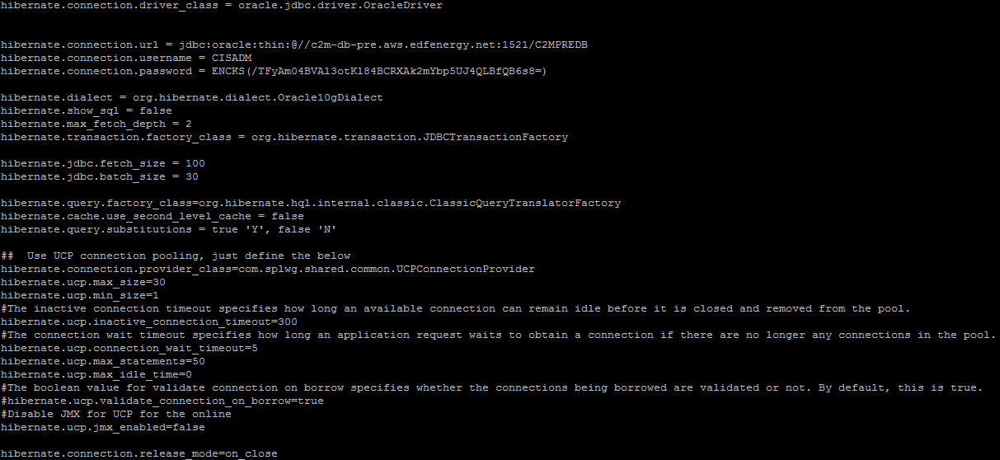 hibernate.connection.driver_class = oracle.jdbc.driver.OracleDriver
hibernate.connection.url = jdbc:oracle:thin:@//c2m-db-pre.aws.edfenergy.net:1521/C2MPREDB
hibernate.connection.username = CISADM
hibernate.connection.password = ENCKS(/TFyAm04BVAl3otKl84BCRXAk2mYbp5UJ4QLBfQB6s8=)
hibernate.dialect = org.hibernate.dialect.Oracle10gDialect
hibernate.show_sql = false
hibernate.max_fetch_depth = 2
hibernate.transaction.factory_class = org.hibernate.transaction.JDBCTransactionFactory
hibernate.jdbc.fetch_size = 100
hibernate.jdbc.batch_size = 30
hibernate.query.factory_class=org.hibernate.hql.internal.classic.ClassicQueryTranslatorFactory
hibernate.cache.use_second_level_cache = false
hibernate.query.substitutions = true 'Y', false 'N'
##  Use UCP connection pooling, just define the below
hibernate.connection.provider_class=com.splwg.shared.common.UCPConnectionProvider
hibernate.ucp.max_size=30
hibernate.ucp.min_size=1
#The inactive connection timeout specifies how long an available connection can remain idle before it is closed and removed from the pool.
hibernate.ucp.inactive_connection_timeout=300
#The connection wait timeout specifies how long an application request waits to obtain a connection if there are no longer any connections in the pool.
hibernate.ucp.connection_wait_timeout=5
hibernate.ucp.max_statements=50
hibernate.ucp.max_idle_time=0
#The boolean value for validate connection on borrow specifies whether the connections being borrowed are validated or not. By default, this is true.
#hibernate.ucp.validate_connection_on_borrow=true
#Disable JMX for UCP for the online
hibernate.ucp.jmx_enabled=false
hibernate.connection.release_mode=on_close